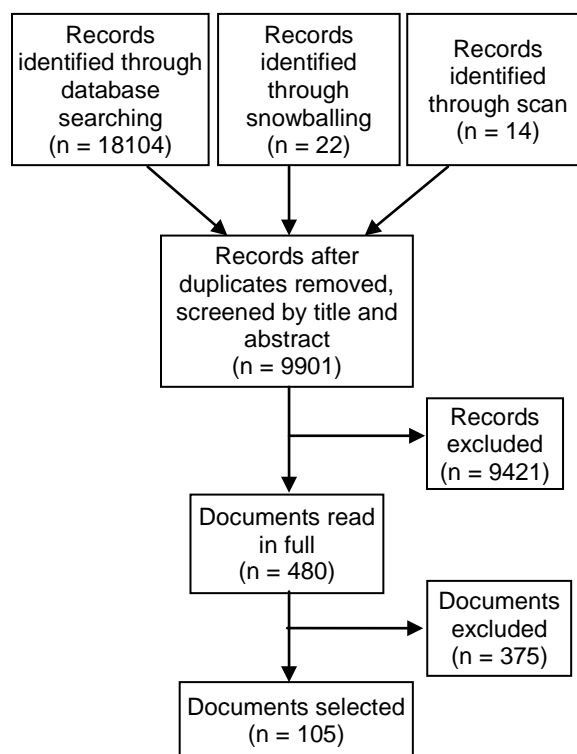 Records
identified through
database
searching
(n = 18104)
Records
identified
through
snowballing
(n = 22)
Records
identified
through scan
(n = 14)
Records after
duplicates removed,
screened by title and
abstract
(n = 9901)
Records
excluded
(n = 9421)
Documents read
in full
(n = 480)
Documents
excluded
(n = 375)
Documents selected
(n = 105)